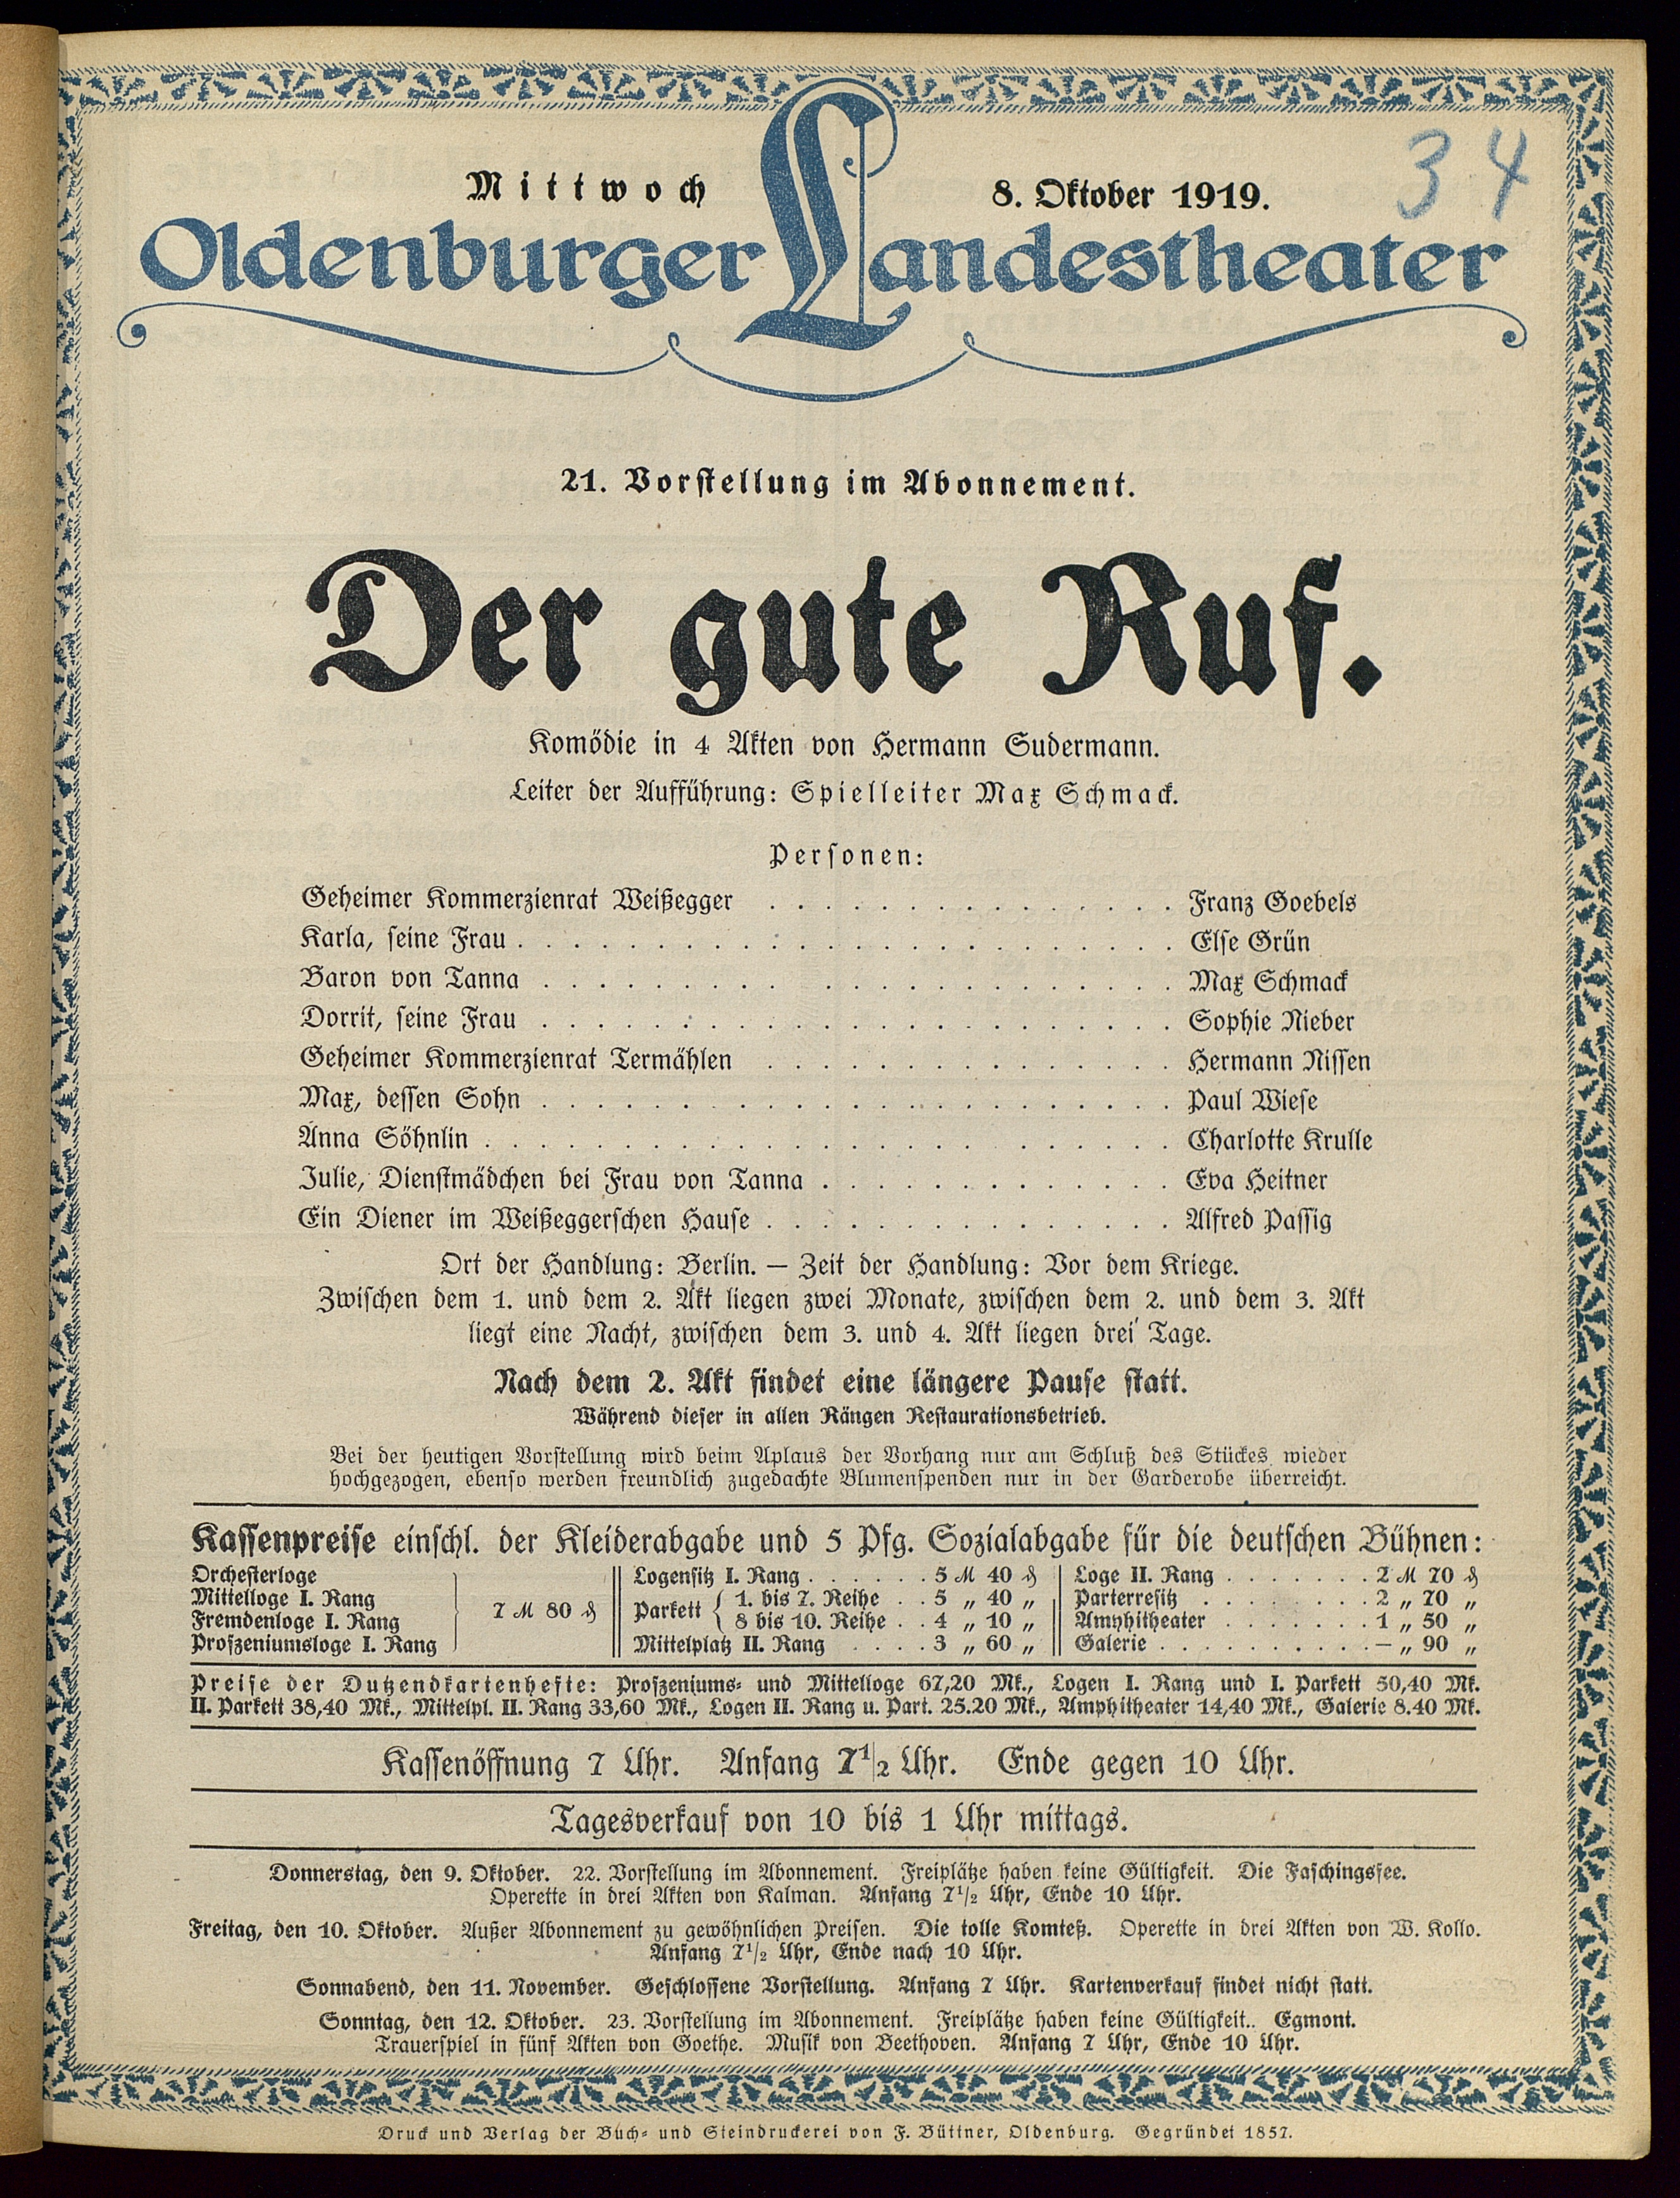 34
Mittwoch 8. Oktober 1919.
Oldenburger Landestheater
21. Vorstellung im Abonnement.
Der gute Ruf.
Komödie in 4 Akten von Hermann Sudermann.
Leiter der Aufführung: Spielleiter Max Schmack.
Personen:
Geheimer Kommerzienrat Weißegger . . . . . . . . . . . . . . . Franz Goebels
Karla, seine Frau . . . . . . . . . . . . . . . . . . . . . . . . Else Grün
Baron von Tanna . . . . . . . . . . . . . . . . . . . . . . . Max Schmack
Dorrit, seine Frau . . . . . . . . . . . . . . . . . . . . . . . Sophie Nieber
Geheimer Kommerzienrat Termählen . . . . . . . . . . . . . . . Hermann Nissen
Max, dessen Sohn . . . . . . . . . . . . . . . . . . . . . . . Paul Wiese
Anna Söhnlin . . . . . . . . . . . . . . . . . . . . . . . . . Charlotte Krulle
Julie, Dienstmädchen bei Frau von Tanna . . . . . . . . . . . . . Eva Heitner
Ein Diener im Weißeggerschen Hause . . . . . . . . . . . . . . . Alfred Passig
Ort der Handlung: Berlin. — Zeit der Handlung: Vor dem Kriege.
Zwischen dem 1. und dem 2. Akt liegen zwei Monate, zwischen dem 2. und dem 3. Akt
liegt eine Nacht, zwischen dem 3. und 4. Akt liegen drei Tage.
Nach dem 2. Akt findet eine längere Pause statt.
Während dieser in allen Rängen Restaurationsbetrieb.
Bei der heutigen Vorstellung wird beim Aplaus der Vorhang nur am Schluß des Stückes wieder
hochgezogen, ebenso werden freundlich zugedachte Blumenspenden nur in der Garderobe überreicht.
Kassenpreise einschl. der Kleiderabgabe und 5 Pfg. Sozialabgabe für die deutschen Bühnen:
Orchesterloge
Mittelloge I. Rang
Fremdenloge I. Rang
Proszeniumsloge I. Rang
7 M 80 ₰
Logensitz I. Rang . . . . . . 5 M 40 ₰
Parkett { 1. bis 7. Reihe . . 5 „ 40 „
8 bis 10. Reihe . . 4 „ 10 „
Mittelplatz II. Rang . . . . 3 „ 60 „
Loge II. Rang . . . . . . . 2 M 70 ₰
Parterresitz . . . . . . . . 2 „ 70 „
Amphitheater . . . . . . . 1 „ 50 „
Galerie . . . . . . . . . . — „ 90 „
Preise der Dutzendkartenhefte: Proszeniums- und Mittelloge 67,20 Mk., Logen I. Rang und I. Parkett 50,40 Mk.
II. Parkett 38,40 Mk., Mittelpl. II. Rang 33,60 Mk., Logen II. Rang u. Part. 25.20 Mk., Amphitheater 14,40 Mk., Galerie 8.40 Mk.
Kassenöffnung 7 Uhr. Anfang 7 1/2 Uhr. Ende gegen 10 Uhr.
Tagesverkauf von 10 bis 1 Uhr mittags.
Donnerstag, den 9. Oktober. 22. Vorstellung im Abonnement. Freiplätze haben keine Gültigkeit. Die Faschingsfee.
Operette in drei Akten von Kalman. Anfang 7 1/2 Uhr, Ende 10 Uhr.
Freitag, den 10. Oktober. Außer Abonnement zu gewöhnlichen Preisen. Die tolle Komteß. Operette in drei Akten von W. Kollo.
Anfang 7 1/2 Uhr, Ende nach 10 Uhr.
Sonnabend, den 11. November. Geschlossene Vorstellung. Anfang 7 Uhr. Kartenverkauf findet nicht statt.
Sonntag, den 12. Oktober. 23. Vorstellung im Abonnement. Freiplätze haben keine Gültigkeit.. Egmont.
Trauerspiel in fünf Akten von Goethe. Musik von Beethoven. Anfang 7 Uhr, Ende 10 Uhr.
Druck und Verlag der Buch- und Steindruckerei von F. Büttner, Oldenburg. Gegründet 1857.